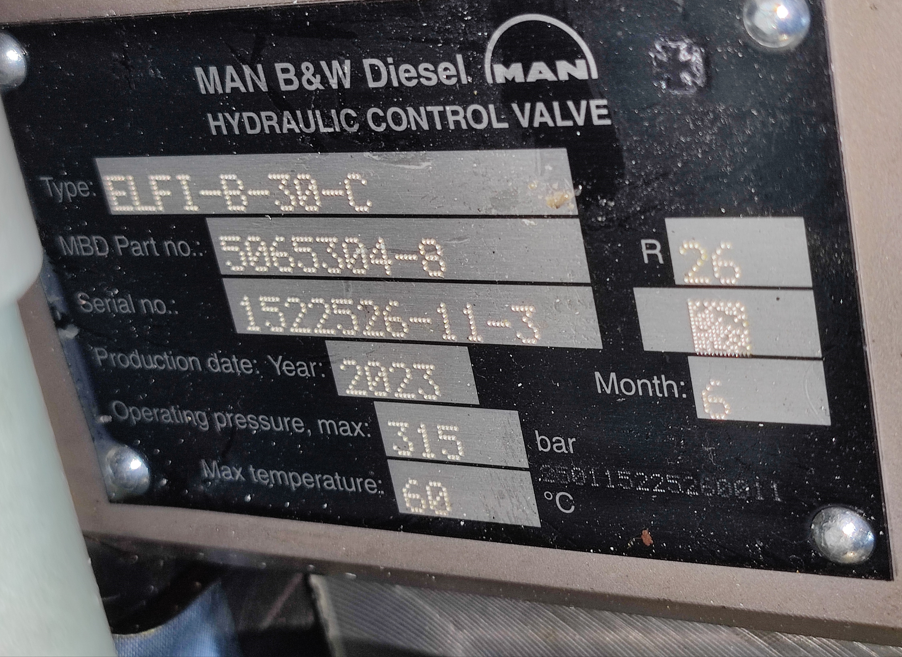 MAN B&W Diesel MAN
HYDRAULIC CONTROL VALVE
Type: ELFI-B-30-C
MBD Part no.: 5065304-8 R 26
Serial no.: 1522526-11-3
Production date: Year: 2023 Month: 6
Operating pressure, max: 315 bar
250115225260011
Max temperature: 60 °C